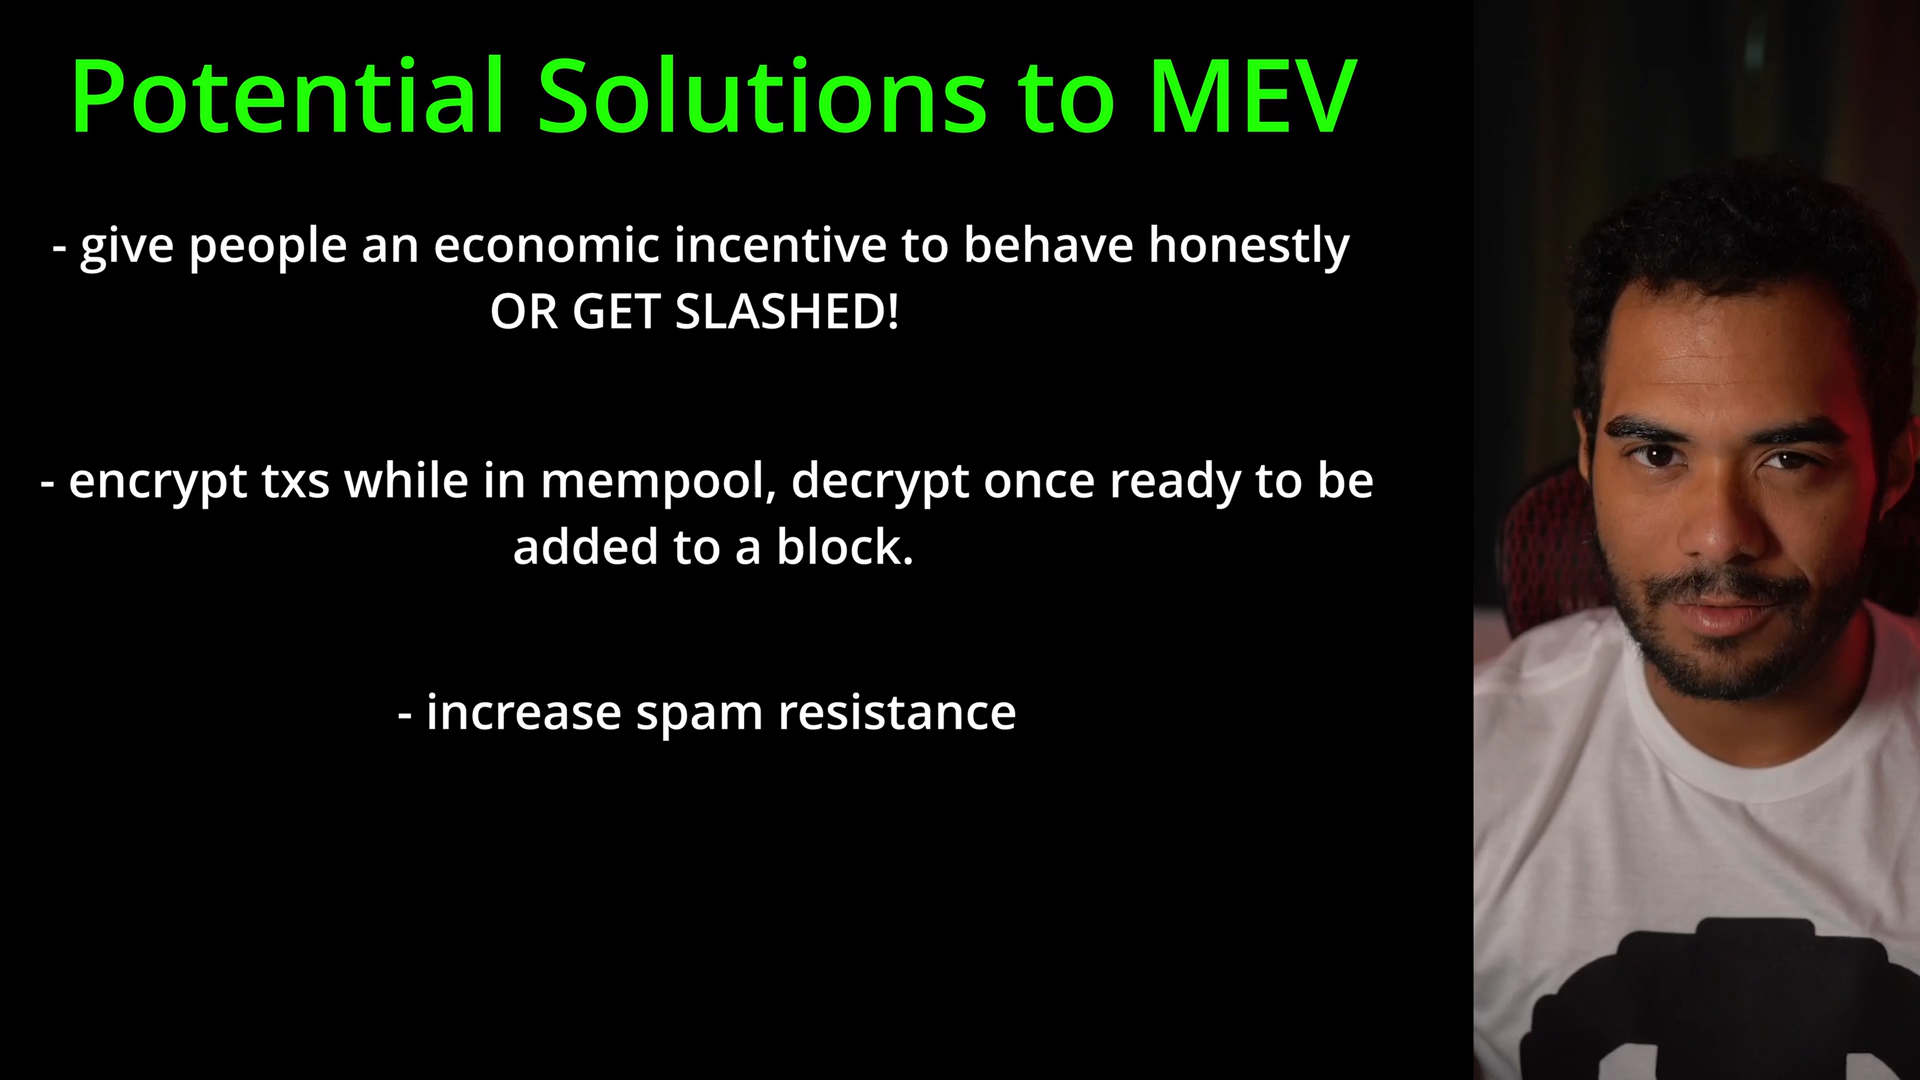 Potential Solutions to MEV
- give people an economic incentive to behave honestly
OR GET SLASHED!
- encrypt txs while in mempool, decrypt once ready to be
added to a block.
- increase spam resistance